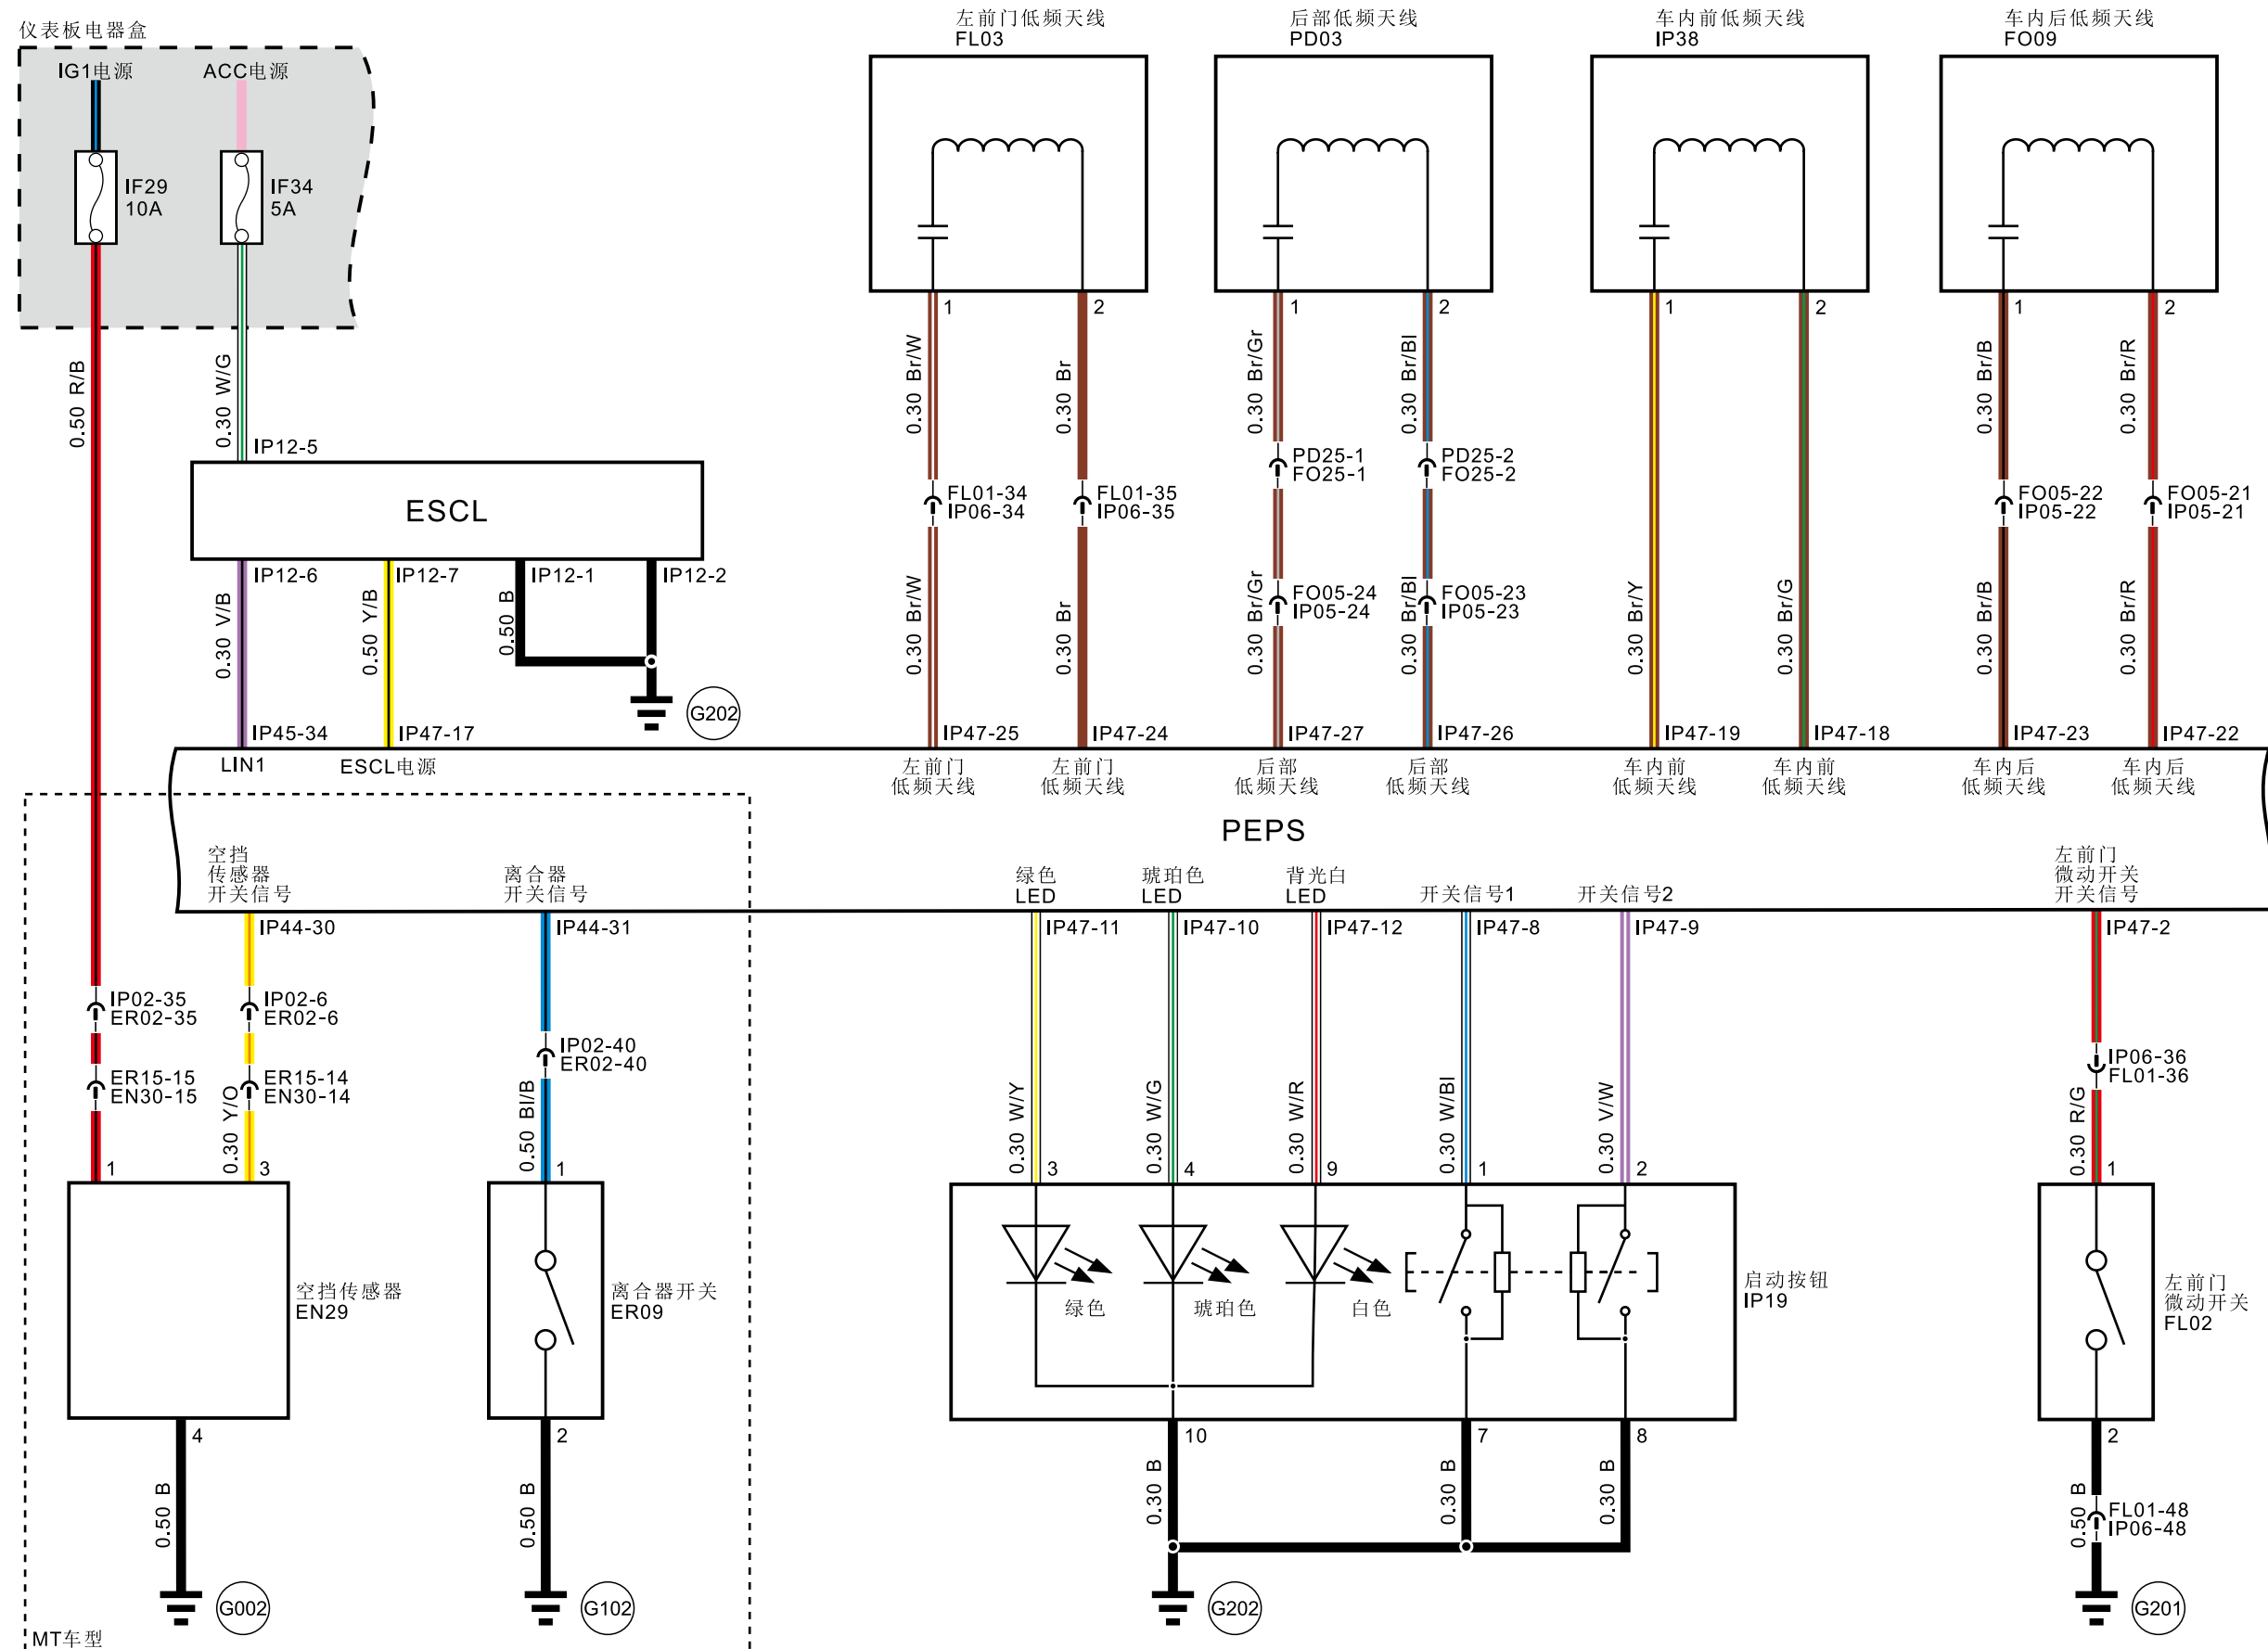 仪表板电器盒
IG1电源
ACC电源
IF29
10A
IF34
5A
0.50 R/B
0.30 W/G
IP12-5
ESCL
IP12-6
IP12-7
IP12-1
IP12-2
0.30 V/B
0.50 Y/B
0.50 B
G202
IP45-34
IP47-17
左前门低频天线
FL03
后部低频天线
PD03
车内前低频天线
IP38
车内后低频天线
FO09
1
2
1
2
1
2
1
2
0.30 Br/W
0.30 Br
0.30 Br/Gr
0.30 Br/Bl
0.30 Br/B
0.30 Br/R
FL01-34
IP06-34
FL01-35
IP06-35
PD25-1
FO25-1
PD25-2
FO25-2
FO05-22
IP05-22
FO05-21
IP05-21
FO05-24
IP05-24
FO05-23
IP05-23
0.30 Br/W
0.30 Br
0.30 Br/Gr
0.30 Br/Bl
0.30 Br/Y
0.30 Br/G
0.30 Br/B
0.30 Br/R
IP47-25
IP47-24
IP47-27
IP47-26
IP47-19
IP47-18
IP47-23
IP47-22
LIN1
ESCL电源
左前门
低频天线
左前门
低频天线
后部
低频天线
后部
低频天线
车内前
低频天线
车内前
低频天线
车内后
低频天线
车内后
低频天线
PEPS
空挡
传感器
开关信号
离合器
开关信号
绿色
LED
琥珀色
LED
背光白
LED
开关信号1
开关信号2
左前门
微动开关
开关信号
IP44-30
IP44-31
IP47-11
IP47-10
IP47-12
IP47-8
IP47-9
IP47-2
IP02-35
ER02-35
IP02-6
ER02-6
IP02-40
ER02-40
IP06-36
FL01-36
ER15-15
EN30-15
ER15-14
EN30-14
0.30 Y/O
0.50 Bl/B
0.30 W/Y
0.30 W/G
0.30 W/R
0.30 W/Bl
0.30 V/W
0.30 R/G
1
3
1
3
4
9
1
2
1
空挡传感器
EN29
离合器开关
ER09
绿色
琥珀色
白色
启动按钮
IP19
左前门
微动开关
FL02
4
2
10
7
8
2
0.50 B
0.50 B
0.30 B
0.30 B
0.30 B
0.50 B
FL01-48
IP06-48
G002
G102
G202
G201
MT车型